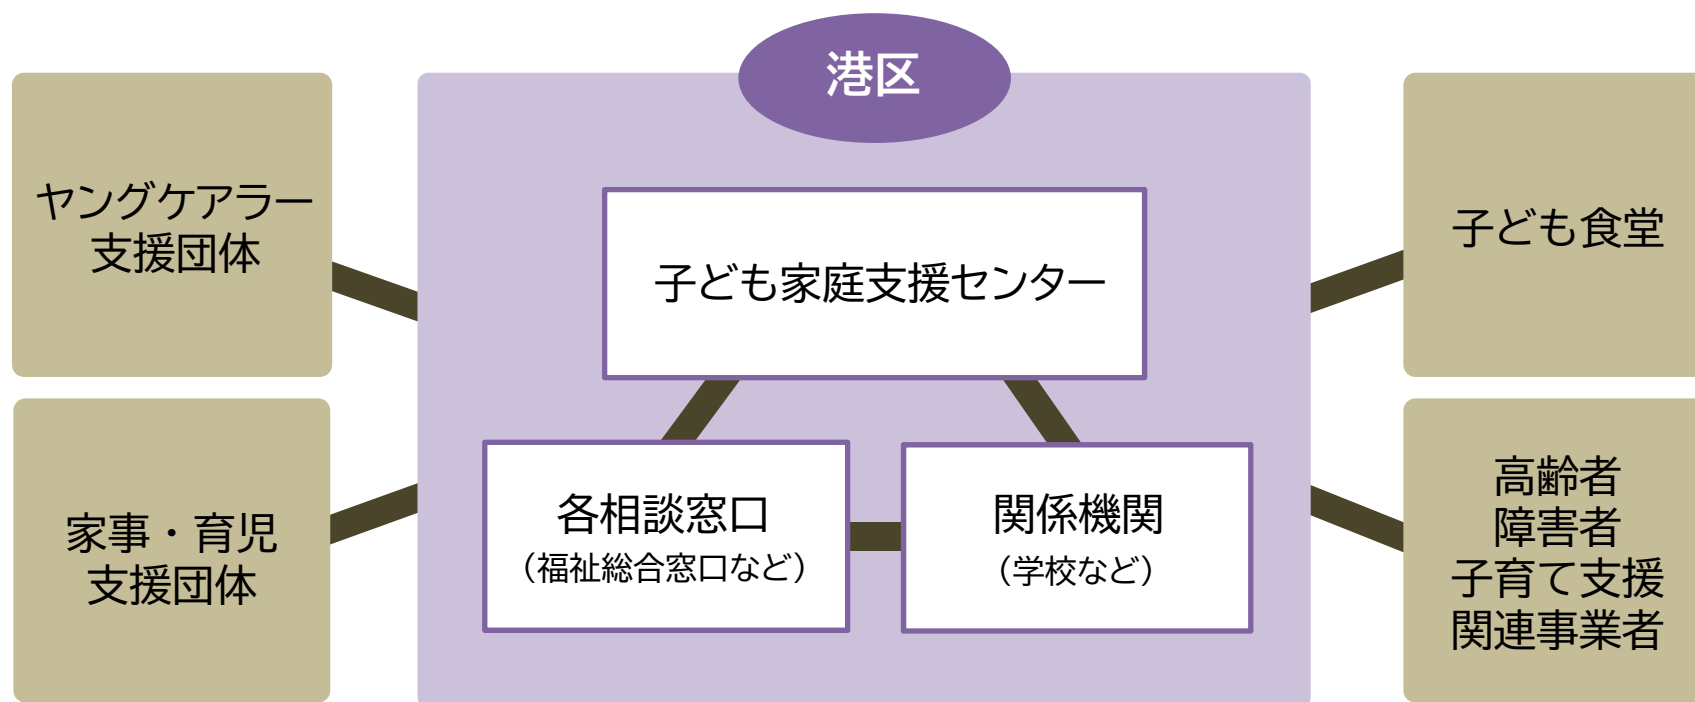 港区
ヤングケアラー
支援団体
子ども家庭支援センター
子ども食堂
家事・育児
支援団体
各相談窓口
（福祉総合窓口など）
関係機関
（学校など）
高齢者
障害者
子育て支援
関連事業者